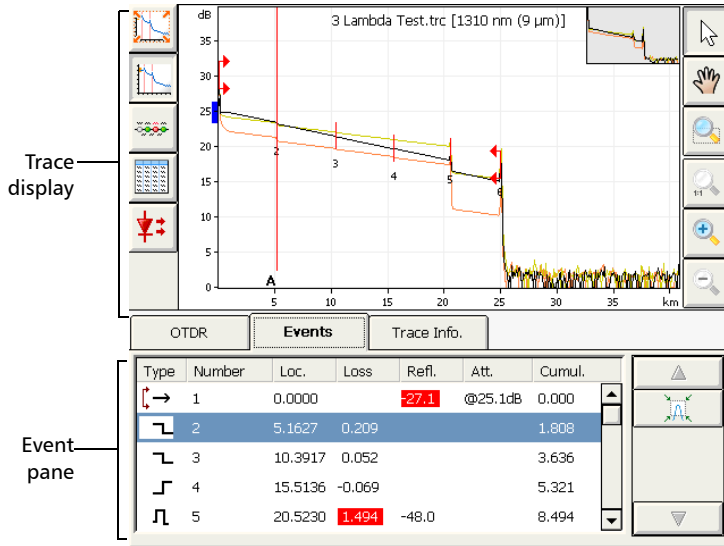 dB
3 Lambda Test.trc [1310 nm (9 µm)]
35
30
25
20
15
10
5
0
2
3
4
5
6
A
5
10
15
20
25
30
35
km
1:1
Trace
display
OTDR
Events
Trace Info.
Type Number Loc. Loss Refl. Att. Cumul.
1 0.0000 -27.1 @25.1dB 0.000
2 5.1627 0.209 1.808
3 10.3917 0.052 3.636
4 15.5136 -0.069 5.321
5 20.5230 1.494 -48.0 8.494
Event
pane